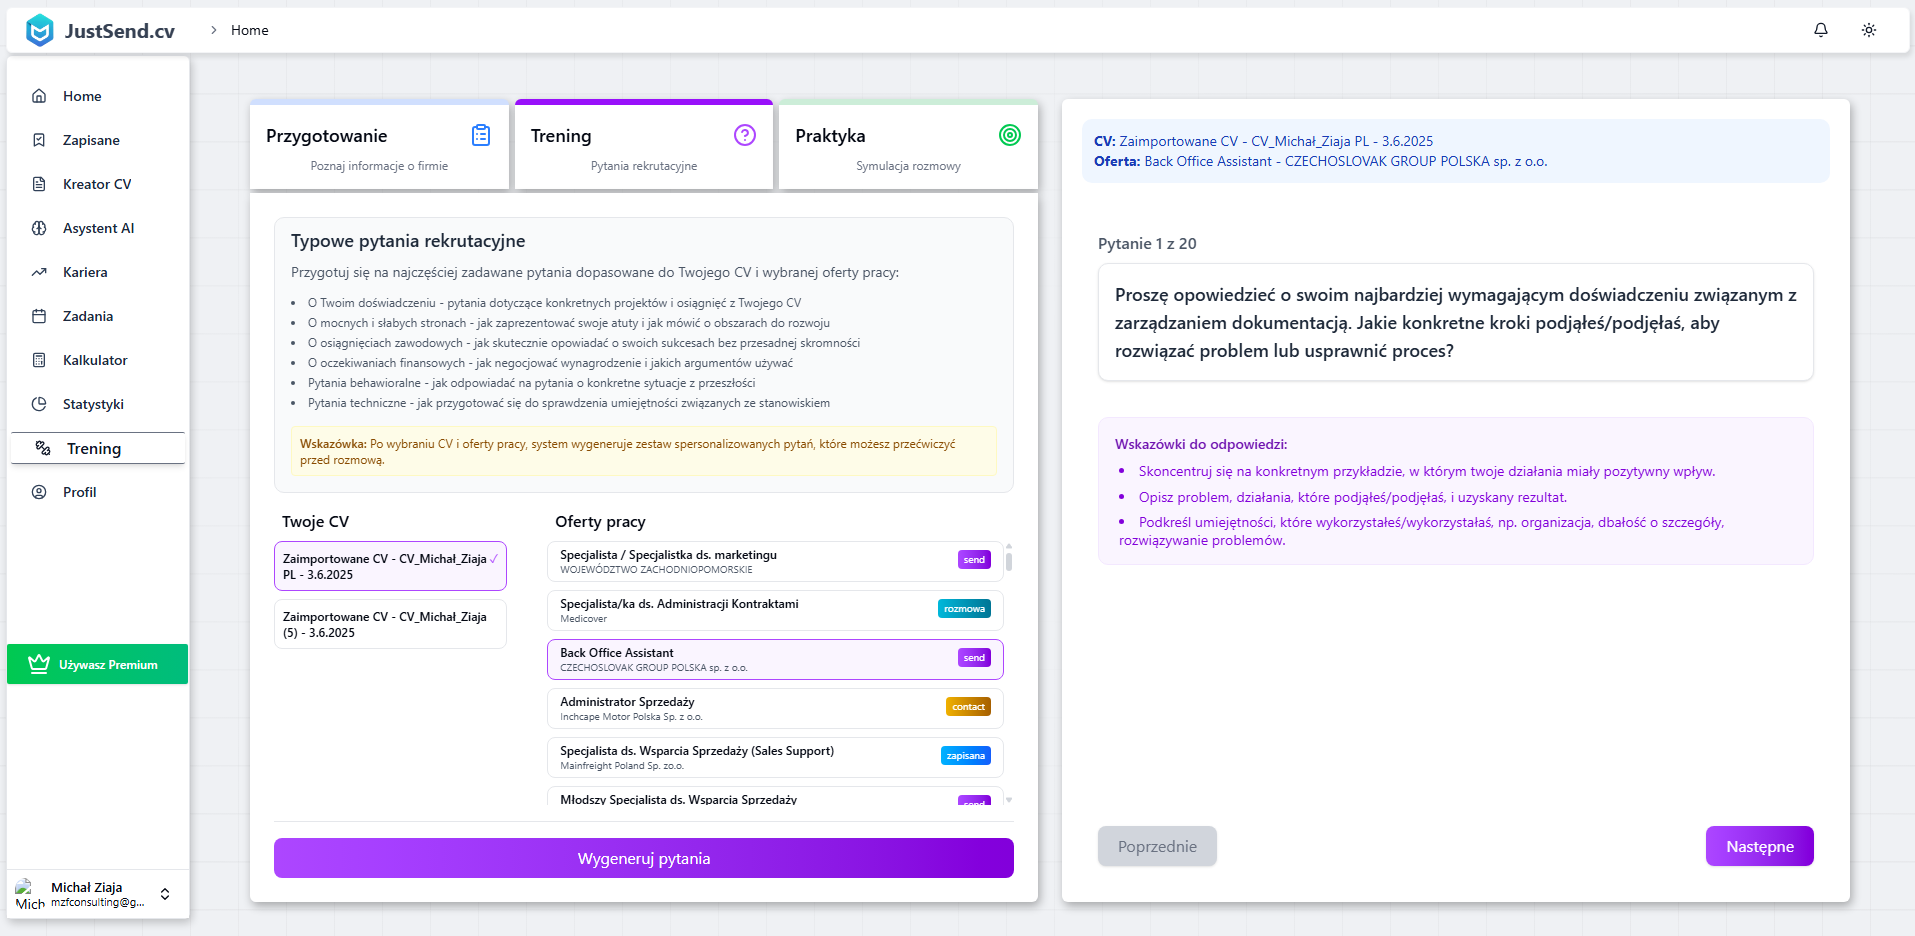 JustSend.cv
Home
Home
Zapisane
Kreator CV
Asystent AI
Kariera
Zadania
Kalkulator
Statystyki
Trening
Profil
Używasz Premium
Mich
Michał Ziaja
mzfconsulting@g...
Przygotowanie
Poznaj informacje o firmie
Trening
Pytania rekrutacyjne
Praktyka
Symulacja rozmowy
Typowe pytania rekrutacyjne
Przygotuj się na najczęściej zadawane pytania dopasowane do Twojego CV i wybranej oferty pracy:
• O Twoim doświadczeniu - pytania dotyczące konkretnych projektów i osiągnięć z Twojego CV
• O mocnych i słabych stronach - jak zaprezentować swoje atuty i jak mówić o obszarach do rozwoju
• O osiągnięciach zawodowych - jak skutecznie opowiadać o swoich sukcesach bez przesadnej skromności
• O oczekiwaniach finansowych - jak negocjować wynagrodzenie i jakich argumentów używać
• Pytania behawioralne - jak odpowiadać na pytania o konkretne sytuacje z przeszłości
• Pytania techniczne - jak przygotować się do sprawdzenia umiejętności związanych ze stanowiskiem
Wskazówka: Po wybraniu CV i oferty pracy, system wygeneruje zestaw spersonalizowanych pytań, które możesz przećwiczyć
przed rozmową.
Twoje CV
Zaimportowane CV - CV_Michał_Ziaja
PL - 3.6.2025
Zaimportowane CV - CV_Michał_Ziaja
(5) - 3.6.2025
Oferty pracy
Specjalista / Specjalistka ds. marketingu
WOJEWÓDZTWO ZACHODNIOPOMORSKIE
send
Specjalista/ka ds. Administracji Kontraktami
Medicover
rozmowa
Back Office Assistant
CZECHOSLOVAK GROUP POLSKA sp. z o.o.
send
Administrator Sprzedaży
Inchcape Motor Polska Sp. z o.o.
contact
Specjalista ds. Wsparcia Sprzedaży (Sales Support)
Mainfreight Poland Sp. zo.o.
zapisana
Młodszy Specjalista ds. Wsparcia Sprzedaży
send
Wygeneruj pytania
CV: Zaimportowane CV - CV_Michał_Ziaja PL - 3.6.2025
Oferta: Back Office Assistant - CZECHOSLOVAK GROUP POLSKA sp. z o.o.
Pytanie 1 z 20
Proszę opowiedzieć o swoim najbardziej wymagającym doświadczeniu związanym z
zarządzaniem dokumentacją. Jakie konkretne kroki podjąłeś/podjęłaś, aby
rozwiązać problem lub usprawnić proces?
Wskazówki do odpowiedzi:
• Skoncentruj się na konkretnym przykładzie, w którym twoje działania miały pozytywny wpływ.
• Opisz problem, działania, które podjąłeś/podjęłaś, i uzyskany rezultat.
• Podkreśl umiejętności, które wykorzystałeś/wykorzystałaś, np. organizacja, dbałość o szczegóły,
rozwiązywanie problemów.
Poprzednie
Następne